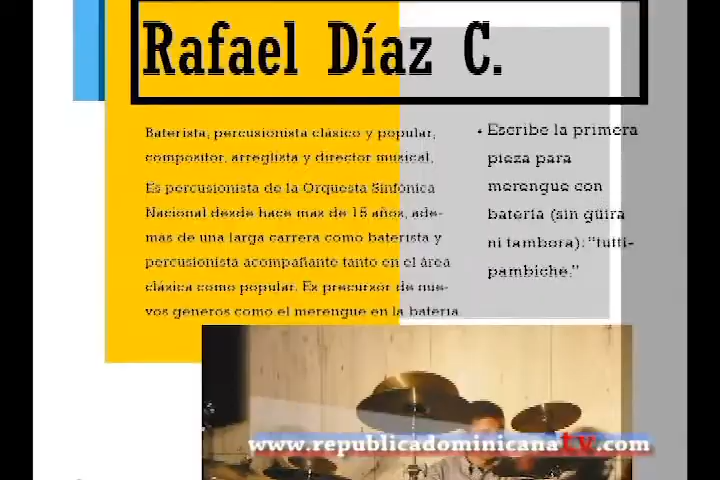 Rafael Díaz C.
Baterista, percusionista clásico y popular,
compositor, arreglista y director musical.
Es percusionista de la Orquesta Sinfónica
Nacional desde hace mas de 15 años, ade-
más de una larga carrera como baterista y
percusionista acompañante tanto en el área
clásica como popular. Es precursor de nue-
vos generos como el merengue en la bateria
• Escribe la primera
pieza para
merengue con
batería (sin güira
ni tambora): "tutti-
pambiche."
www.republicadominicanatv.com